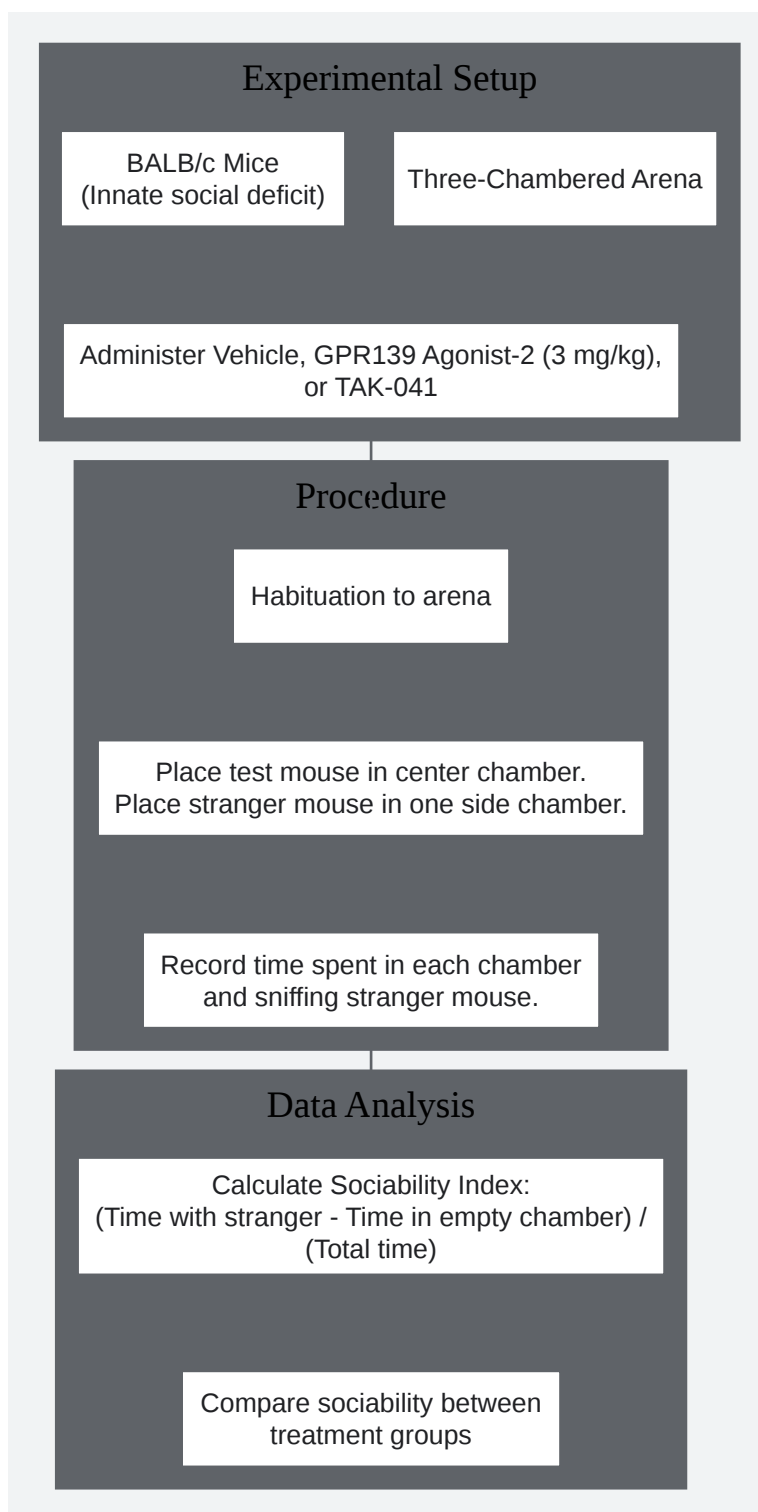 Experimental Setup
BALB/c Mice
(Innate social deficit)
Three-Chambered Arena
Administer Vehicle, GPR139 Agonist-2 (3 mg/kg),
or TAK-041
Procedure
Habituation to arena
Place test mouse in center chamber.
Place stranger mouse in one side chamber.
Record time spent in each chamber
and sniffing stranger mouse.
Data Analysis
Calculate Sociability Index:
(Time with stranger - Time in empty chamber) /
(Total time)
Compare sociability between
treatment groups